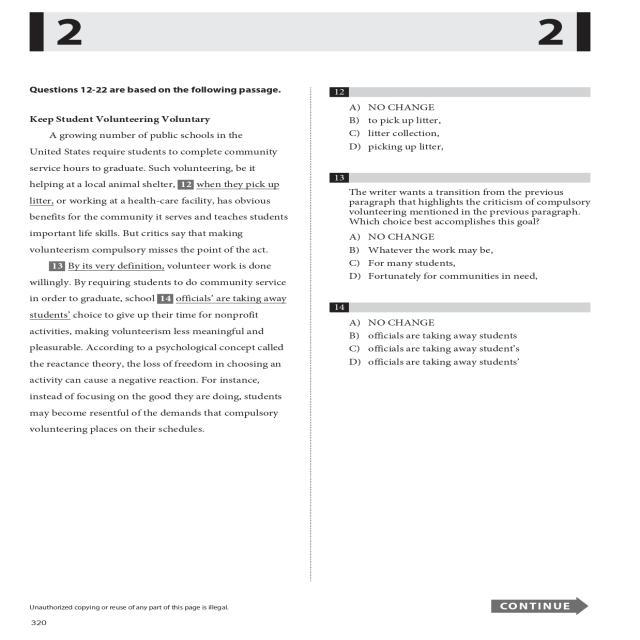 2
2
Questions 12-22 are based on the following passage.
Keep Student Volunteering Voluntary
A growing number of public schools in the
United States require students to complete community
service hours to graduate. Such volunteering, be it
helping at a local animal shelter, 12 when they pick up
litter, or working at a health-care facility, has obvious
benefits for the community it serves and teaches students
important life skills. But critics say that making
volunteerism compulsory misses the point of the act.
13 By its very definition, volunteer work is done
willingly. By requiring students to do community service
in order to graduate, school 14 officials’ are taking away
students’ choice to give up their time for nonprofit
activities, making volunteerism less meaningful and
pleasurable. According to a psychological concept called
the reactance theory, the loss of freedom in choosing an
activity can cause a negative reaction. For instance,
instead of focusing on the good they are doing, students
may become resentful of the demands that compulsory
volunteering places on their schedules.
12
A) NO CHANGE
B) to pick up litter,
C) litter collection,
D) picking up litter,
13
The writer wants a transition from the previous
paragraph that highlights the criticism of compulsory
volunteering mentioned in the previous paragraph.
Which choice best accomplishes this goal?
A) NO CHANGE
B) Whatever the work may be,
C) For many students,
D) Fortunately for communities in need,
14
A) NO CHANGE
B) officials are taking away students
C) officials are taking away student’s
D) officials are taking away students’
Unauthorized copying or reuse of any part of this page is illegal.
CONTINUE
320